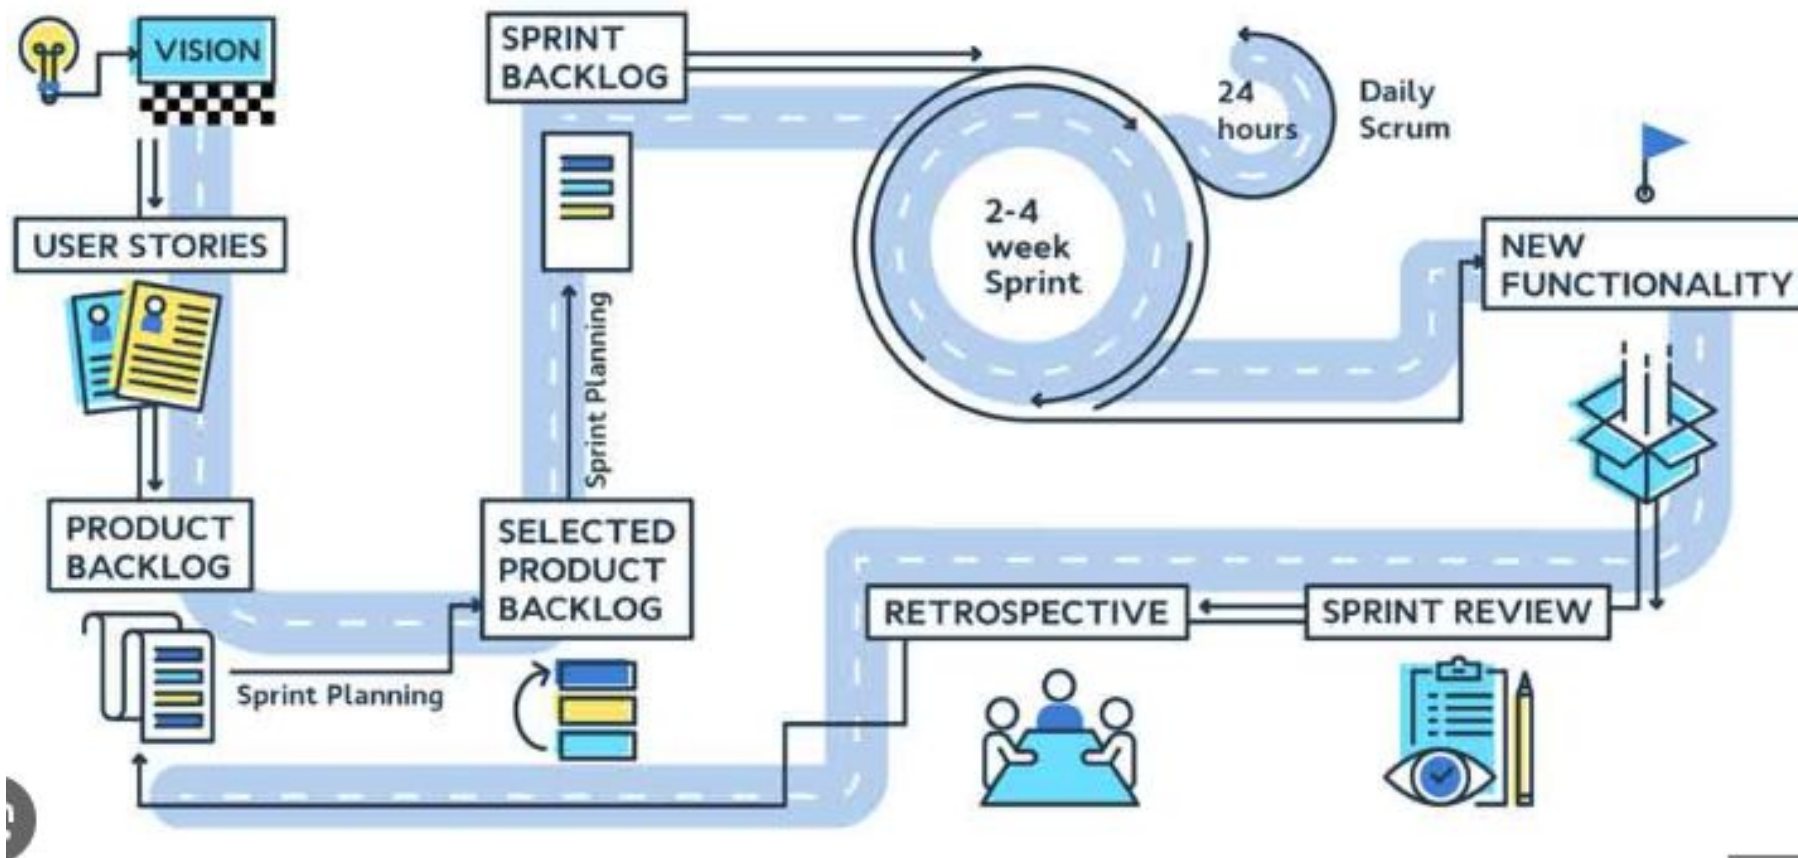 VISION
USER STORIES
PRODUCT
BACKLOG
Sprint Planning
SELECTED
PRODUCT
BACKLOG
Sprint Planning
SPRINT
BACKLOG
2-4
week
Sprint
24
hours
Daily
Scrum
NEW
FUNCTIONALITY
SPRINT REVIEW
RETROSPECTIVE